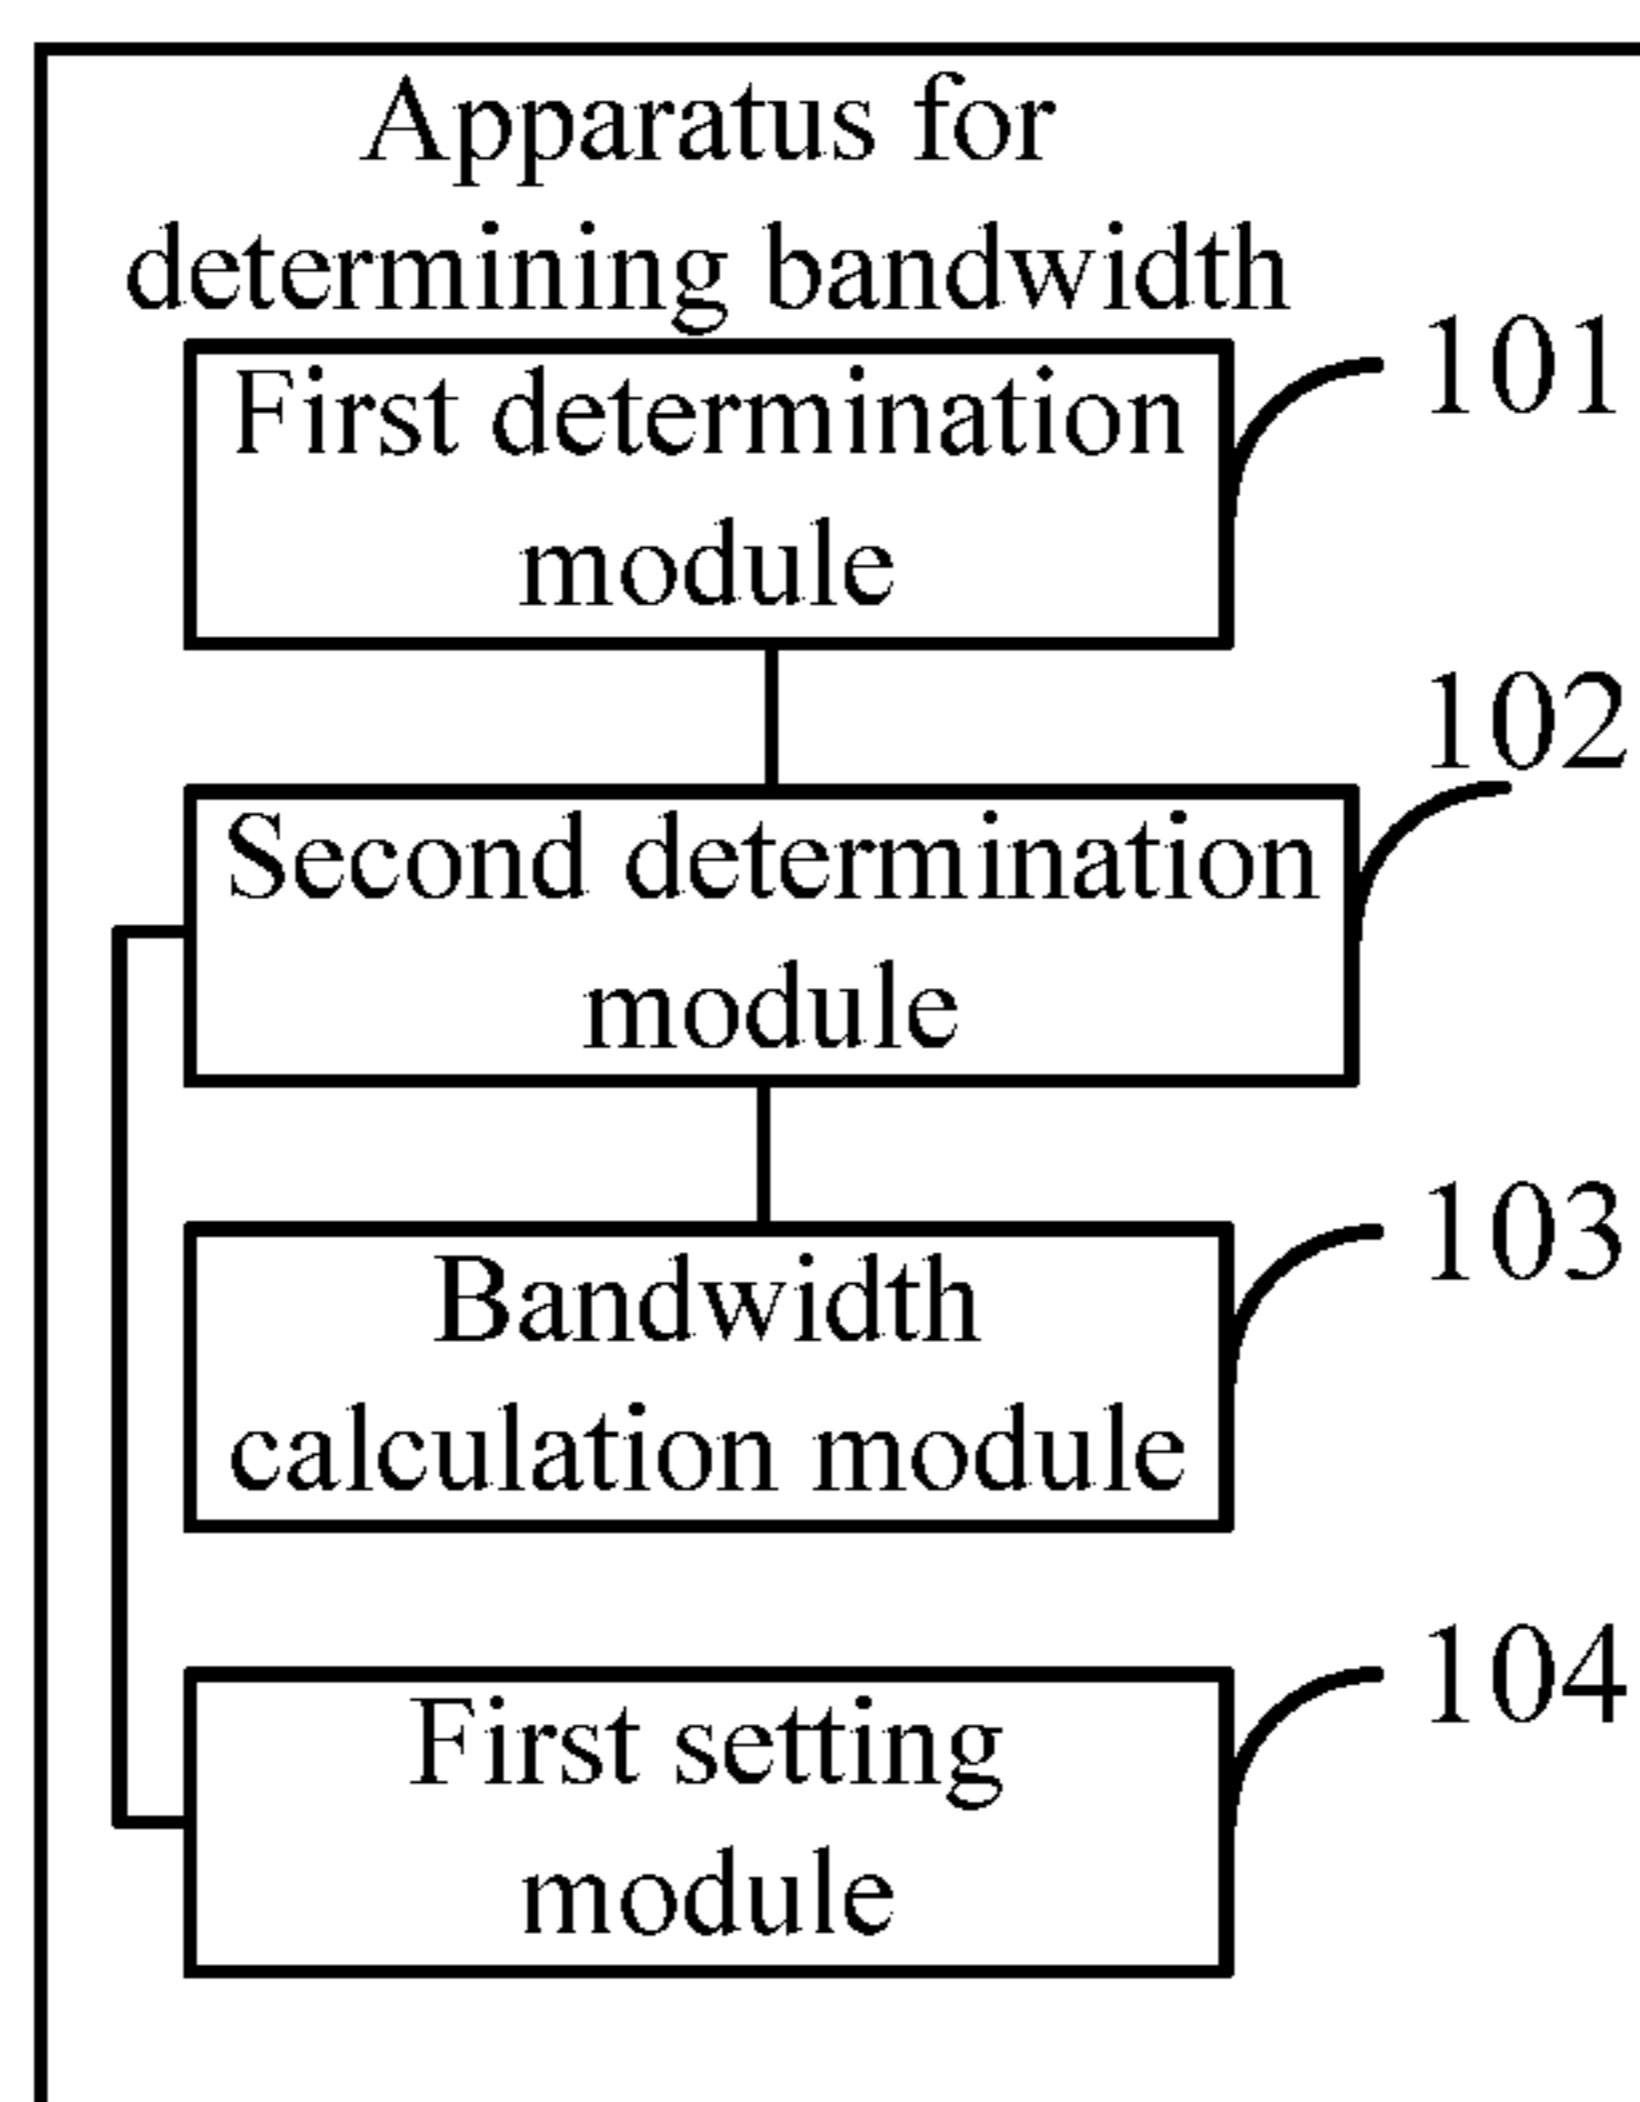 Apparatus for
determining bandwidth
First determination
module
101
Second determination
module
102
Bandwidth
calculation module
103
First setting
module
104